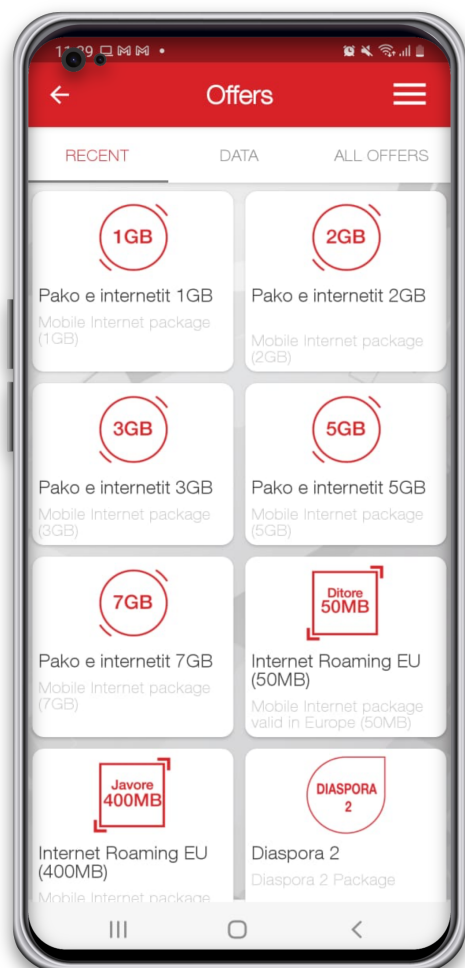 Offers
RECENT
DATA
ALL OFFERS
1GB
Pako e internetit 1GB
Mobile Internet package
(1GB)
2GB
Pako e internetit 2GB
Mobile Internet package
(2GB)
3GB
Pako e internetit 3GB
Mobile Internet package
(3GB)
5GB
Pako e internetit 5GB
Mobile Internet package
(5GB)
7GB
Pako e internetit 7GB
Mobile Internet package
(7GB)
Ditore
50MB
Internet Roaming EU
(50MB)
Mobile Internet package
valid in Europe (50MB)
Javore
400MB
Internet Roaming EU
(400MB)
Mobile Internet package
DIASPORA
2
Diaspora 2
Diaspora 2 Package